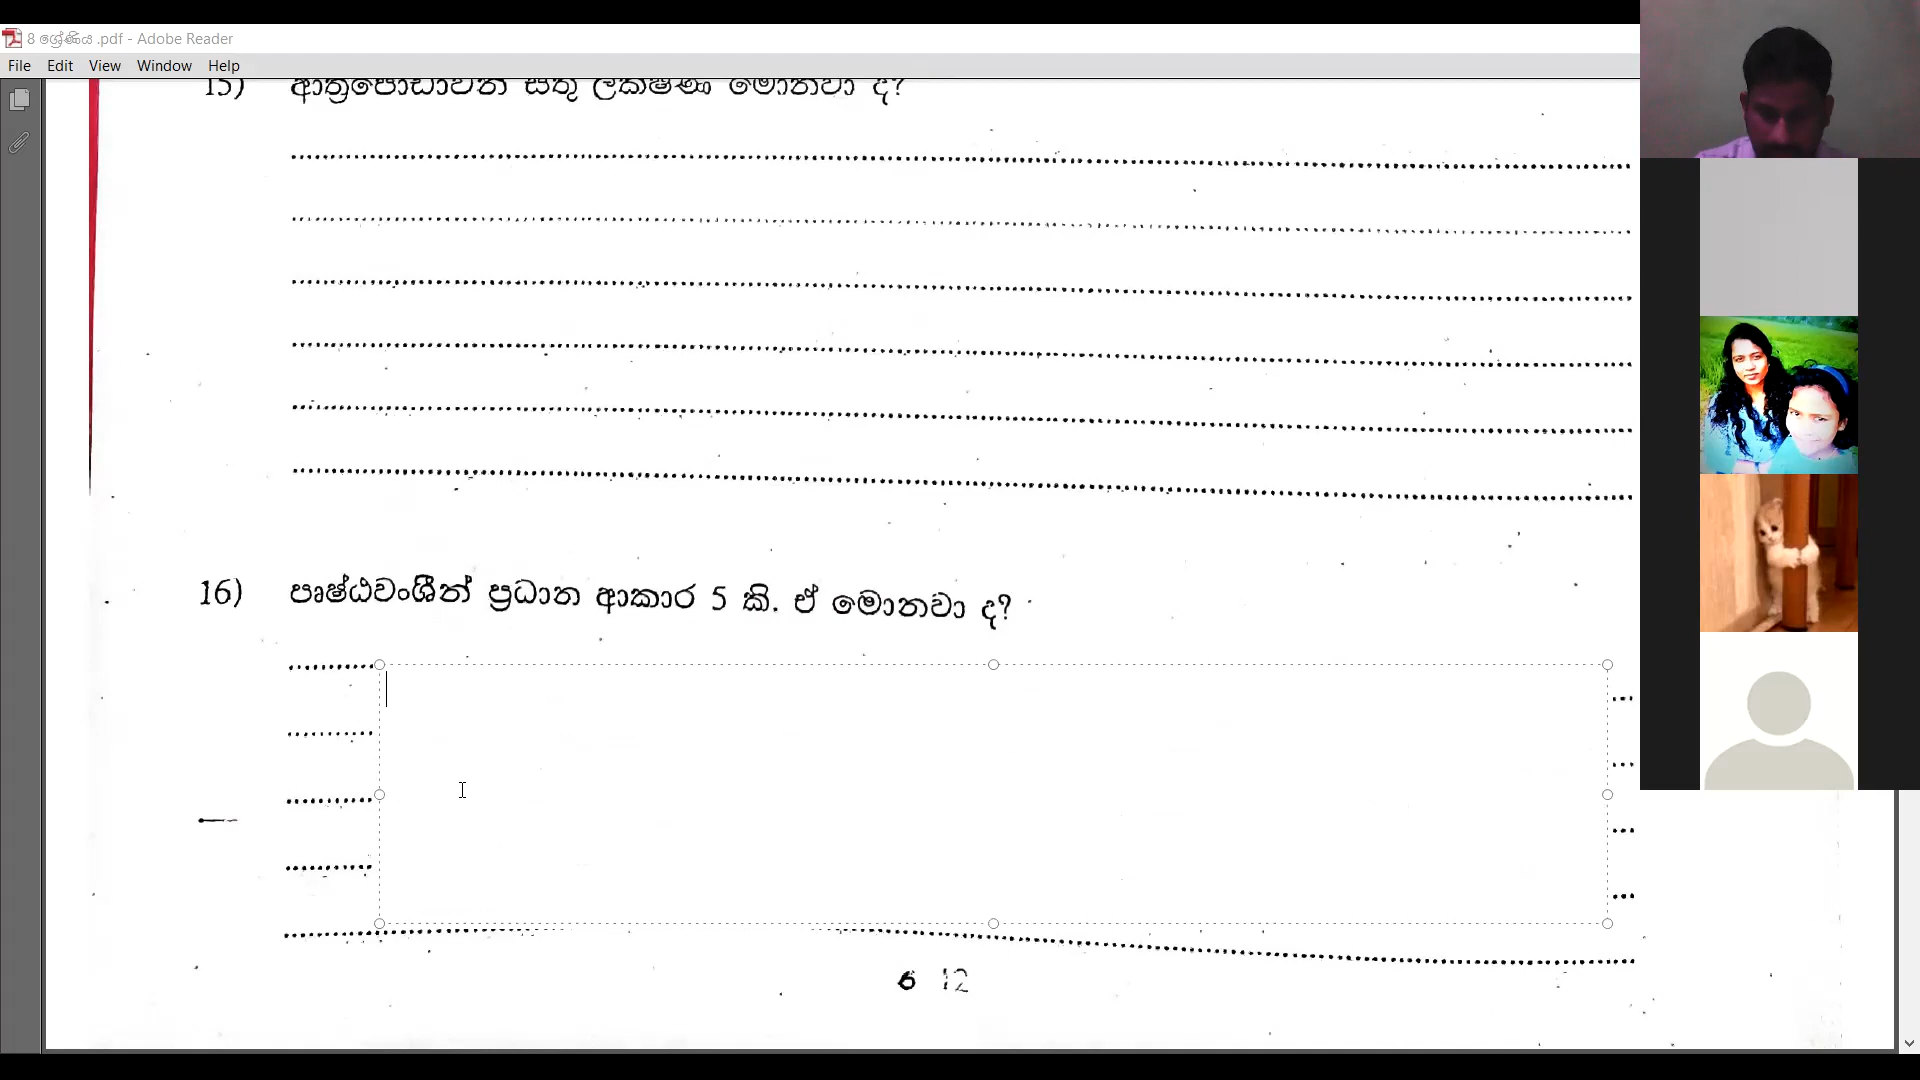 8 ශ්‍රේණිය .pdf - Adobe Reader
File Edit View Window Help
15) ආත්‍රපොඩාවන් සතු ලක්ෂණ මොනවා ද?
16) පෘෂ්ඨවංශීන් ප්‍රධාන ආකාර 5 කි. ඒ මොනවා ද?
6 12